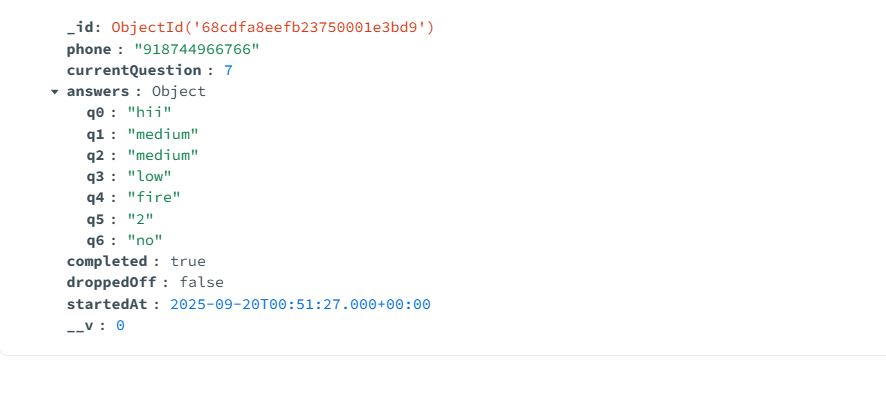 _id: ObjectId('68cdfa8eefb23750001e3bd9')
phone : "918744966766"
currentQuestion : 7
answers : Object
q0 : "hii"
q1 : "medium"
q2 : "medium"
q3 : "low"
q4 : "fire"
q5 : "2"
q6 : "no"
completed : true
droppedOff : false
startedAt : 2025-09-20T00:51:27.000+00:00
__v : 0